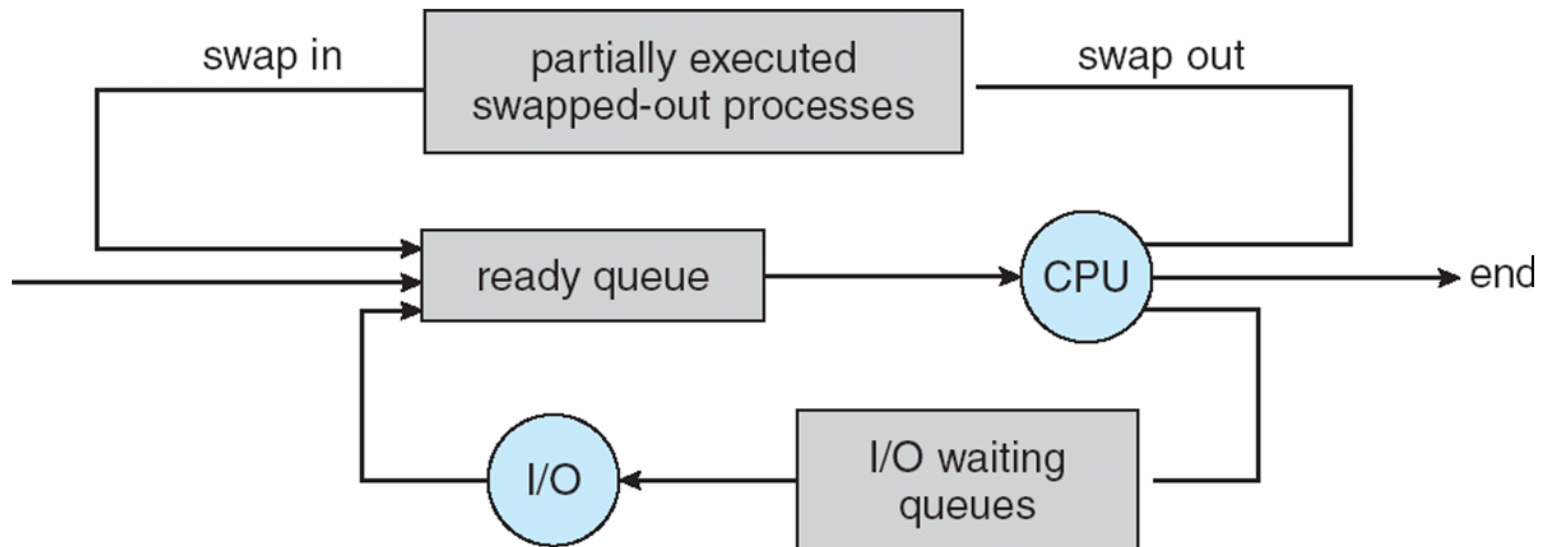 swap in
partially executed
swapped-out processes
swap out
ready queue
CPU
end
I/O
I/O waiting
queues